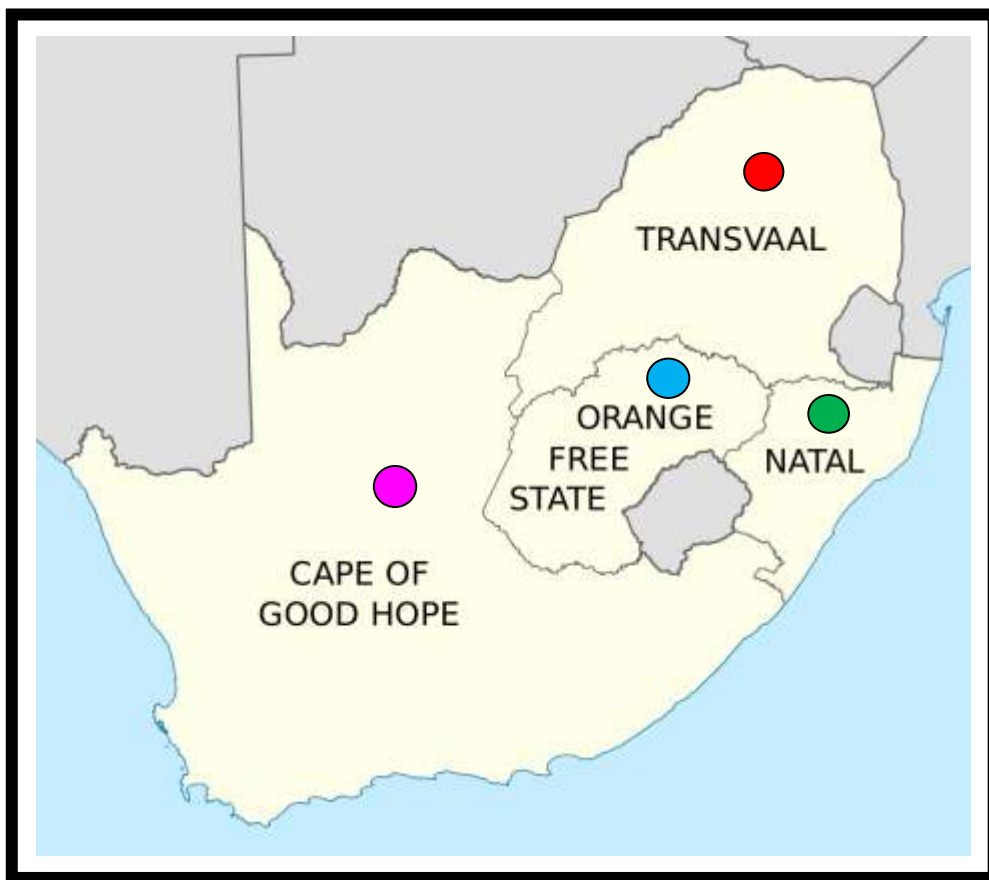 TRANSVAAL
ORANGE
FREE
STATE
NATAL
CAPE OF
GOOD HOPE